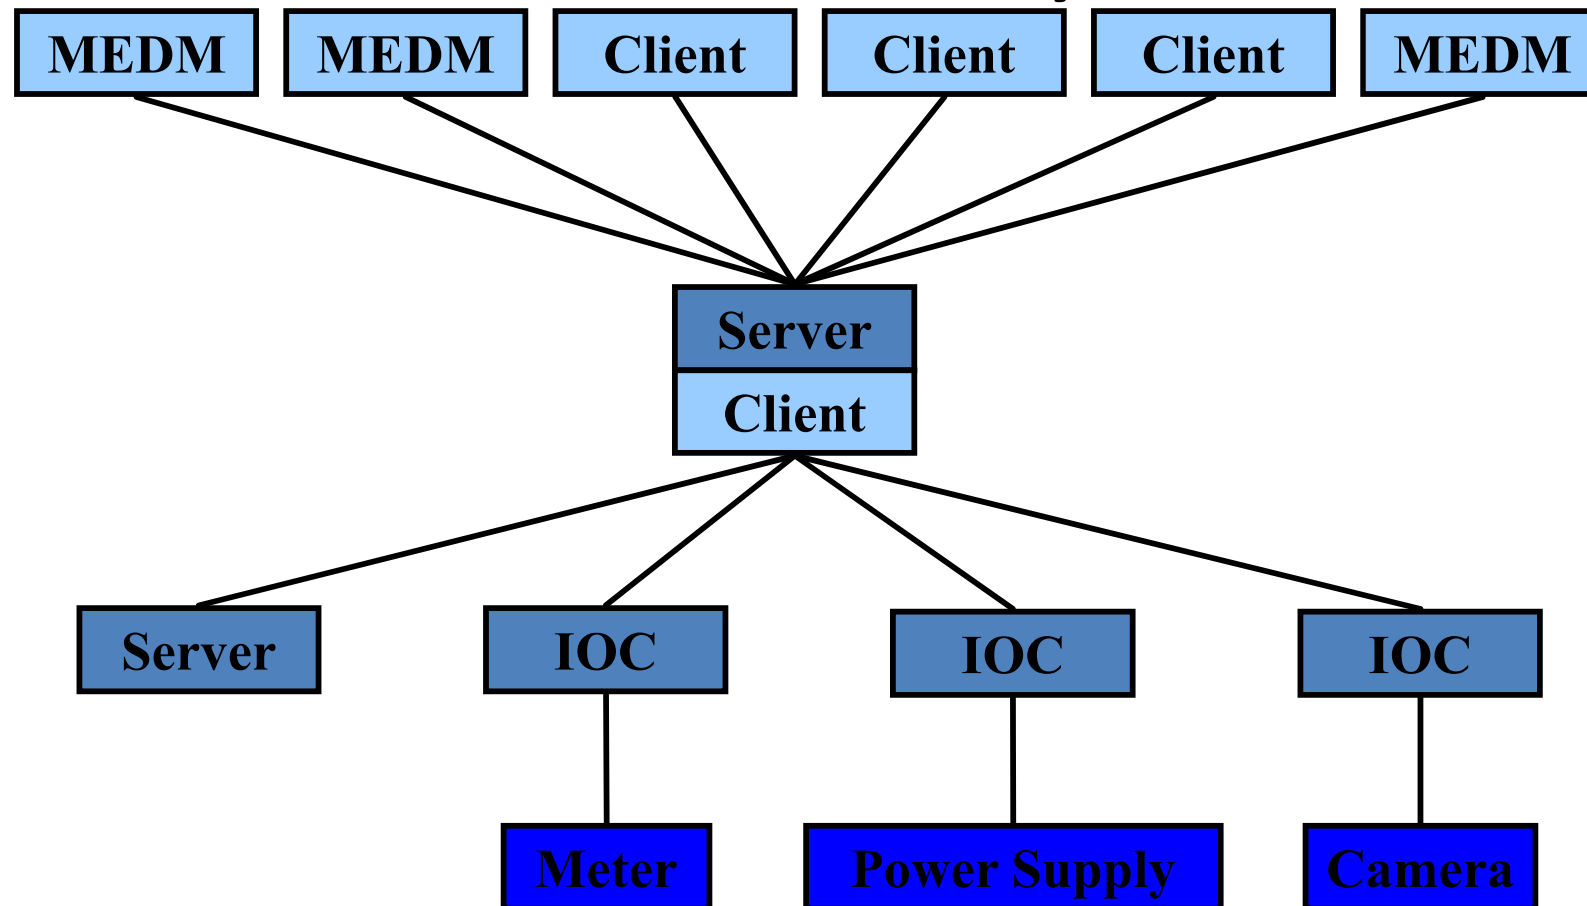 MEDM MEDM Client Client Client MEDM
Server
Client
Server IOC IOC IOC
Meter Power Supply Camera